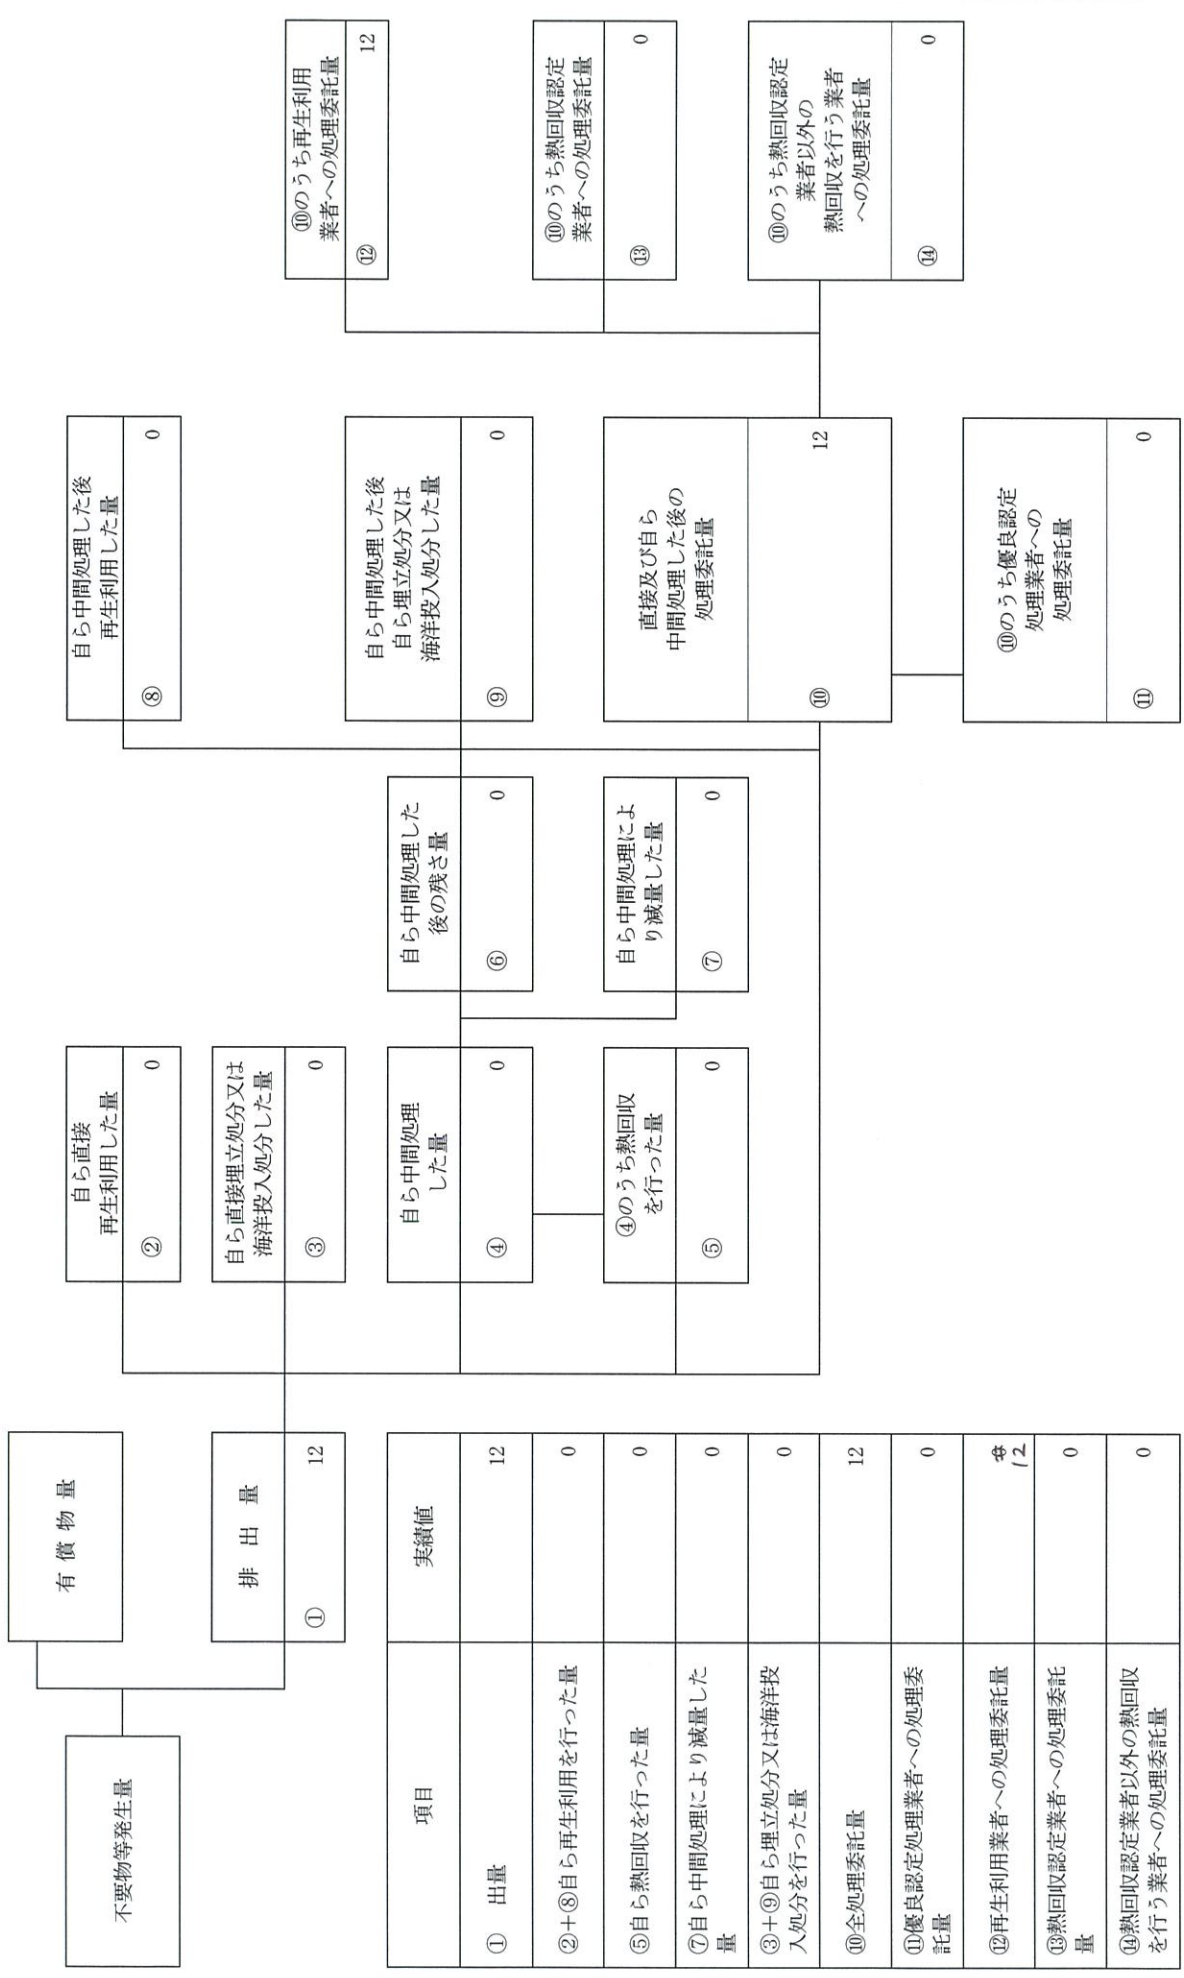 不要物等発生量
有 償 物 量
排 出 量
① 12
自ら直接
再生利用した量
② 0
自ら直接埋立処分又は
海洋投入処分した量
③ 0
自ら中間処理
した量
④ 0
④のうち熱回収
を行った量
⑤ 0
自ら中間処理した
後の残さ量
⑥ 0
自ら中間処理によ
り減量した量
⑦ 0
自ら中間処理した後
再生利用した量
⑧ 0
自ら中間処理した後
自ら埋立処分又は
海洋投入処分した量
⑨ 0
直接及び自ら
中間処理した後の
処理委託量
⑩ 12
⑩のうち優良認定
処理業者への
処理委託量
⑪ 0
⑩のうち再生利用
業者への処理委託量
⑫ 12
⑩のうち熱回収認定
業者への処理委託量
⑬ 0
⑩のうち熱回収認定
業者以外の
熱回収を行う業者
への処理委託量
⑭ 0
項目 実績値
① 出量 12
②+⑧自ら再生利用を行った量 0
⑤自ら熱回収を行った量 0
⑦自ら中間処理により減量した
量 0
③+⑨自ら埋立処分又は海洋投
入処分を行った量 0
⑩全処理委託量 12
⑪優良認定処理業者への処理委
託量 0
⑫再生利用業者への処理委託量 12
⑬熱回収認定業者への処理委託
量 0
⑭熱回収認定業者以外の熱回収
を行う業者への処理委託量 0